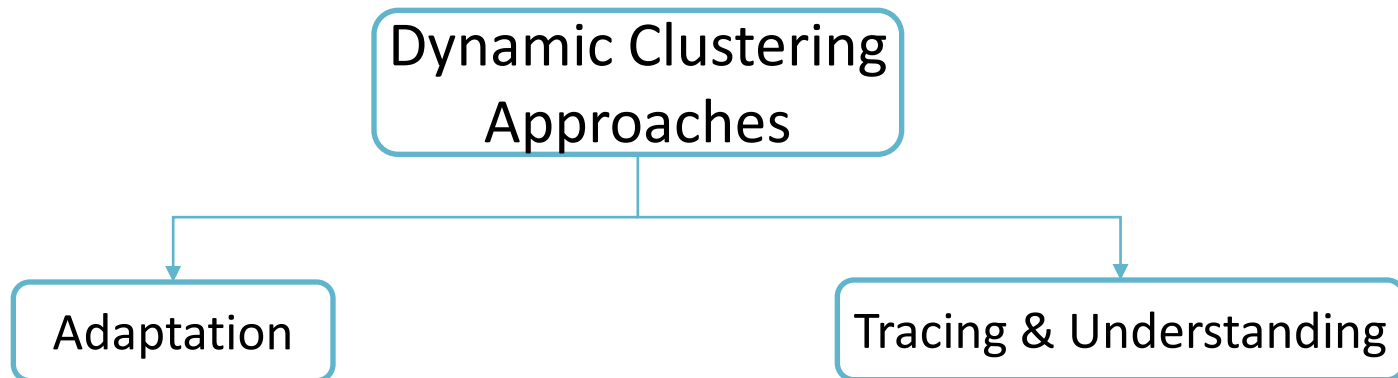 Dynamic Clustering
Approaches
Adaptation
Tracing & Understanding